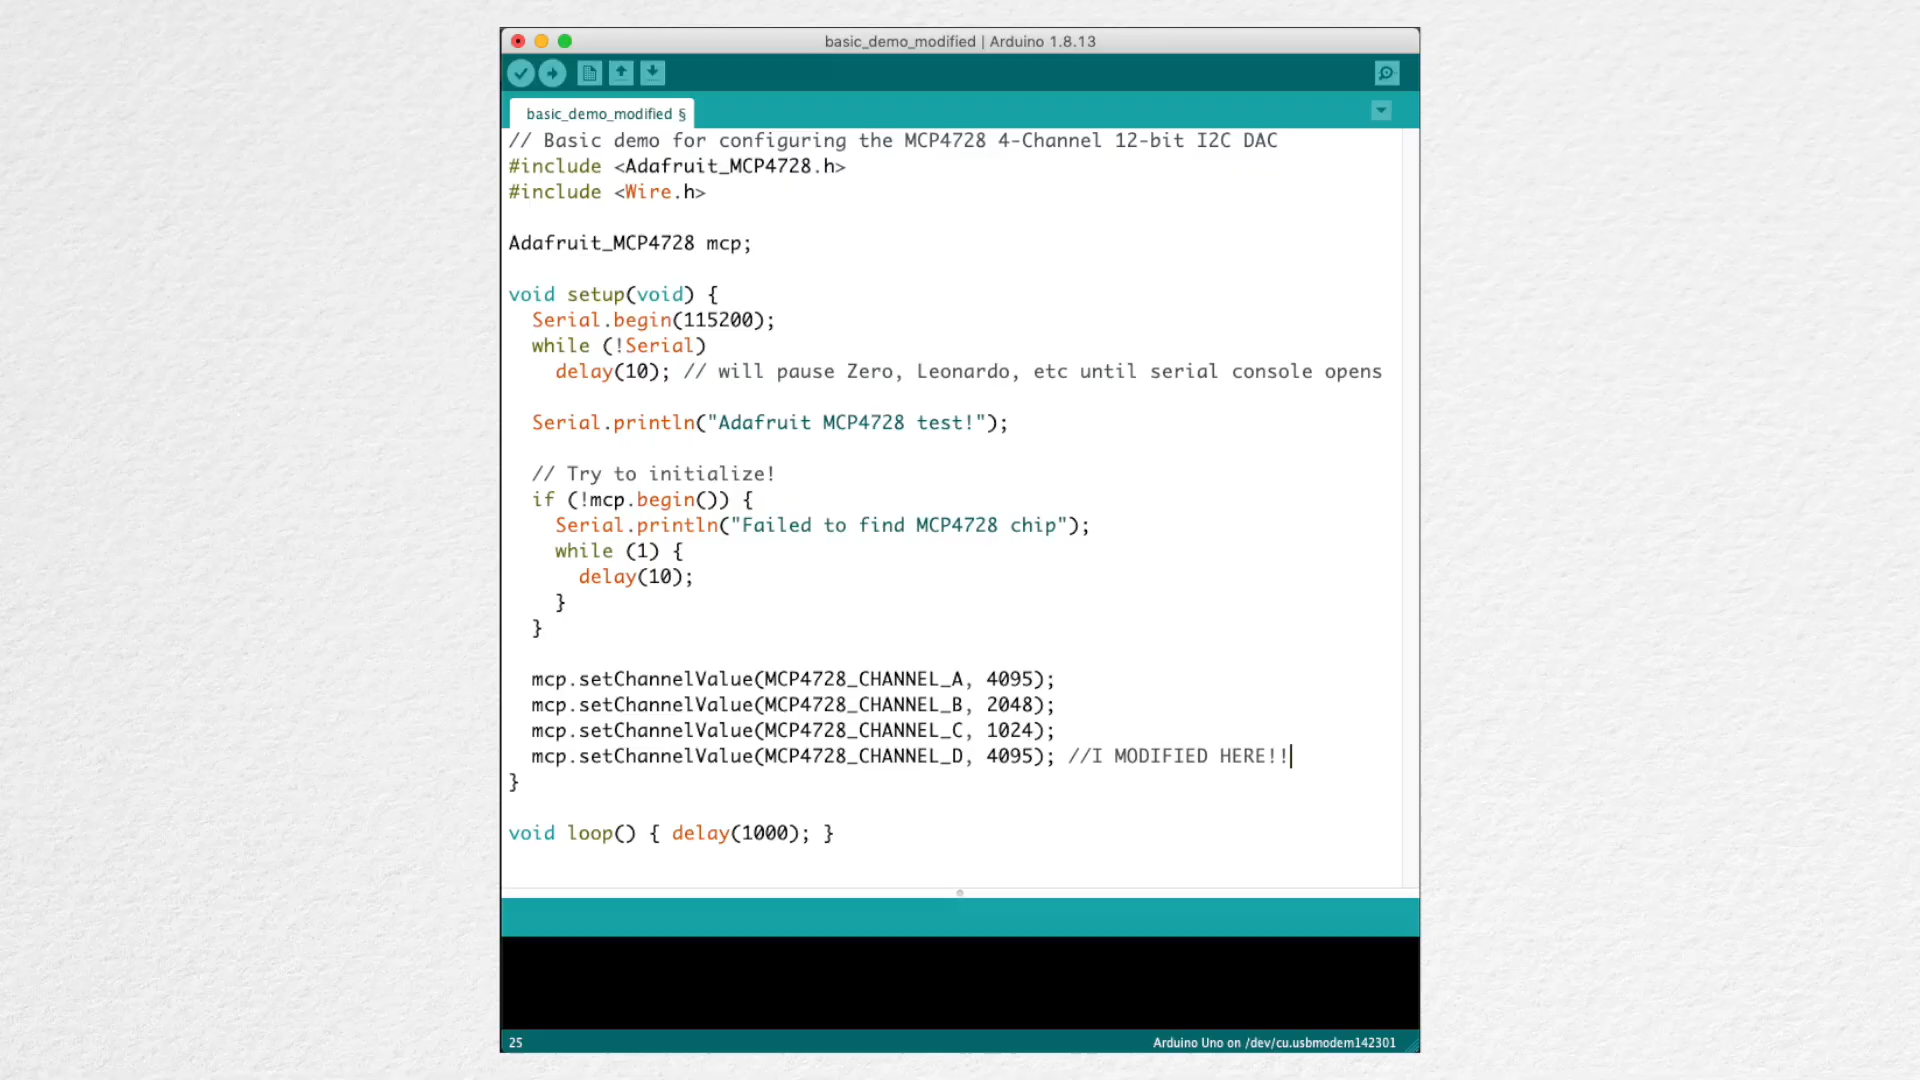 basic_demo_modified | Arduino 1.8.13
basic_demo_modified §
// Basic demo for configuring the MCP4728 4-Channel 12-bit I2C DAC
#include <Adafruit_MCP4728.h>
#include <Wire.h>
Adafruit_MCP4728 mcp;
void setup(void) {
Serial.begin(115200);
while (!Serial)
delay(10); // will pause Zero, Leonardo, etc until serial console opens
Serial.println("Adafruit MCP4728 test!");
// Try to initialize!
if (!mcp.begin()) {
Serial.println("Failed to find MCP4728 chip");
while (1) {
delay(10);
}
}
mcp.setChannelValue(MCP4728_CHANNEL_A, 4095);
mcp.setChannelValue(MCP4728_CHANNEL_B, 2048);
mcp.setChannelValue(MCP4728_CHANNEL_C, 1024);
mcp.setChannelValue(MCP4728_CHANNEL_D, 4095); //I MODIFIED HERE!!
}
void loop() { delay(1000); }
25 Arduino Uno on /dev/cu.usbmodem142301